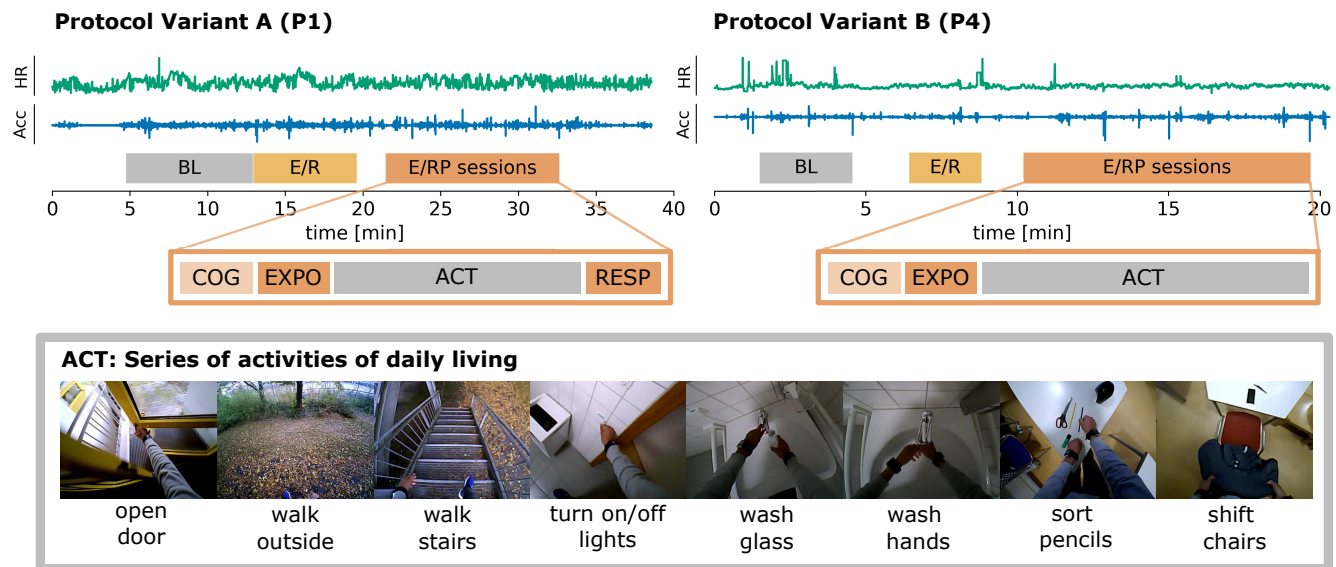 Protocol Variant A (P1)
HR
Acc
BL
E/R
E/RP sessions
0 5 10 15 20 25 30 35 40
time [min]
COG EXPO ACT RESP
Protocol Variant B (P4)
HR
Acc
BL
E/R
E/RP sessions
0 5 10 15 20
time [min]
COG EXPO ACT
ACT: Series of activities of daily living
open
door
walk
outside
walk
stairs
turn on/off
lights
wash
glass
wash
hands
sort
pencils
shift
chairs